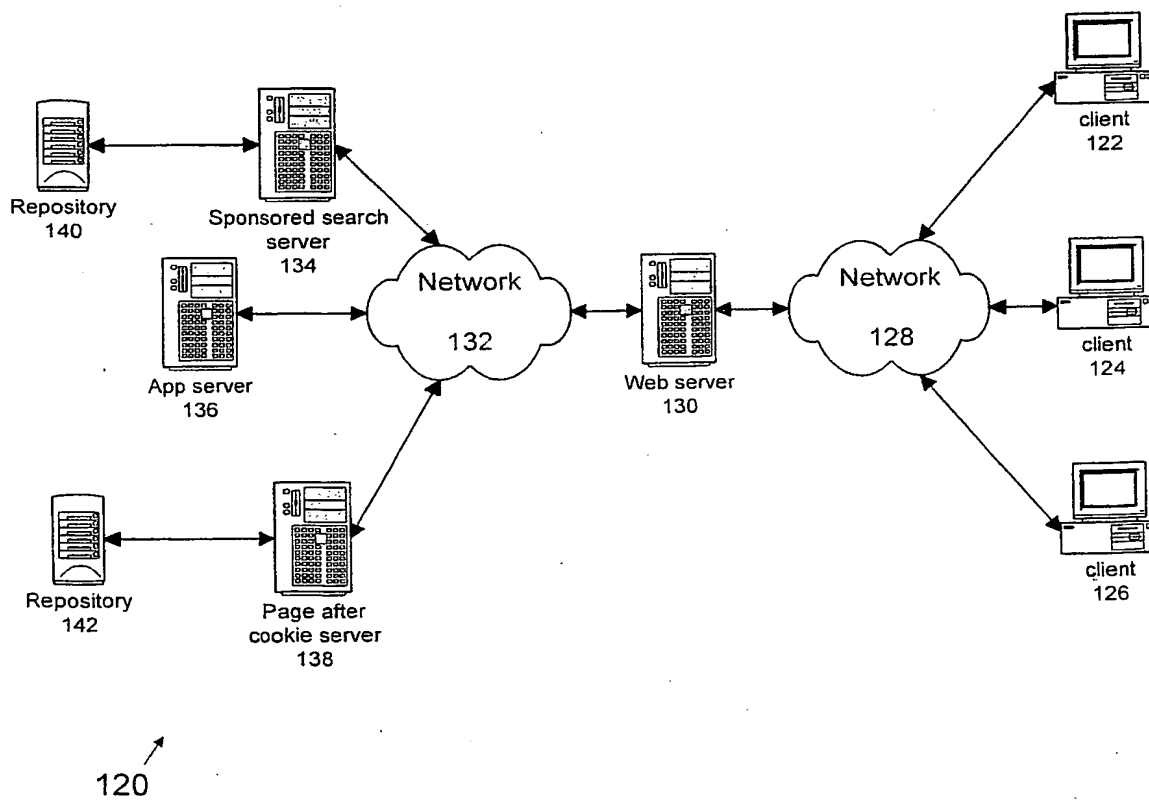 client
122
Repository
140
Sponsored search
server
134
Network
132
Network
128
client
124
App server
136
Web server
130
client
126
Repository
142
Page after
cookie server
138
120